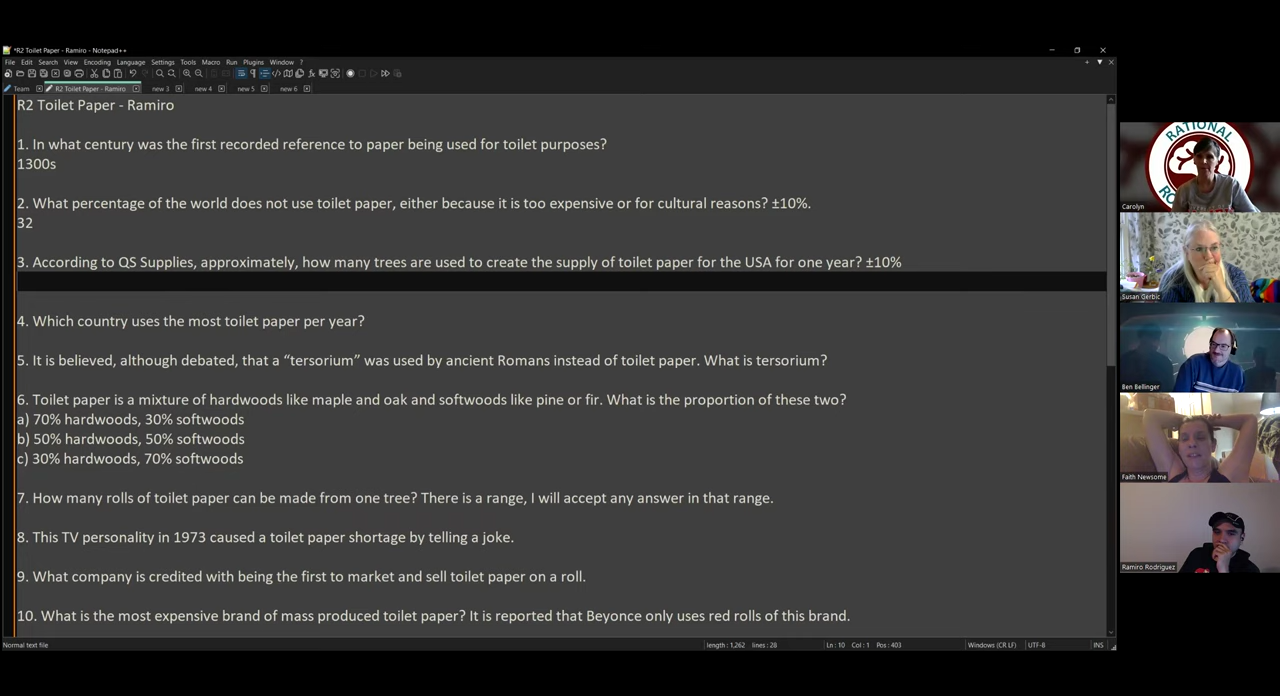 *R2 Toilet Paper - Ramiro - Notepad++
File Edit Search View Encoding Language Settings Tools Macro Run Plugins Window ?
Team R2 Toilet Paper - Ramiro new 3 new 4 new 5 new 6
R2 Toilet Paper - Ramiro
1. In what century was the first recorded reference to paper being used for toilet purposes?
1300s
2. What percentage of the world does not use toilet paper, either because it is too expensive or for cultural reasons? ±10%.
32
3. According to QS Supplies, approximately, how many trees are used to create the supply of toilet paper for the USA for one year? ±10%
4. Which country uses the most toilet paper per year?
5. It is believed, although debated, that a “tersorium” was used by ancient Romans instead of toilet paper. What is tersorium?
6. Toilet paper is a mixture of hardwoods like maple and oak and softwoods like pine or fir. What is the proportion of these two?
a) 70% hardwoods, 30% softwoods
b) 50% hardwoods, 50% softwoods
c) 30% hardwoods, 70% softwoods
7. How many rolls of toilet paper can be made from one tree? There is a range, I will accept any answer in that range.
8. This TV personality in 1973 caused a toilet paper shortage by telling a joke.
9. What company is credited with being the first to market and sell toilet paper on a roll.
10. What is the most expensive brand of mass produced toilet paper? It is reported that Beyonce only uses red rolls of this brand.
Normal text file length : 1,262 lines : 28 Ln : 10 Col : 1 Pos : 403 Windows (CR LF) UTF-8 INS
RATIONAL
Carolyn
Susan Gerbic
Ben Bellinger
Faith Newsome
Ramiro Rodriguez